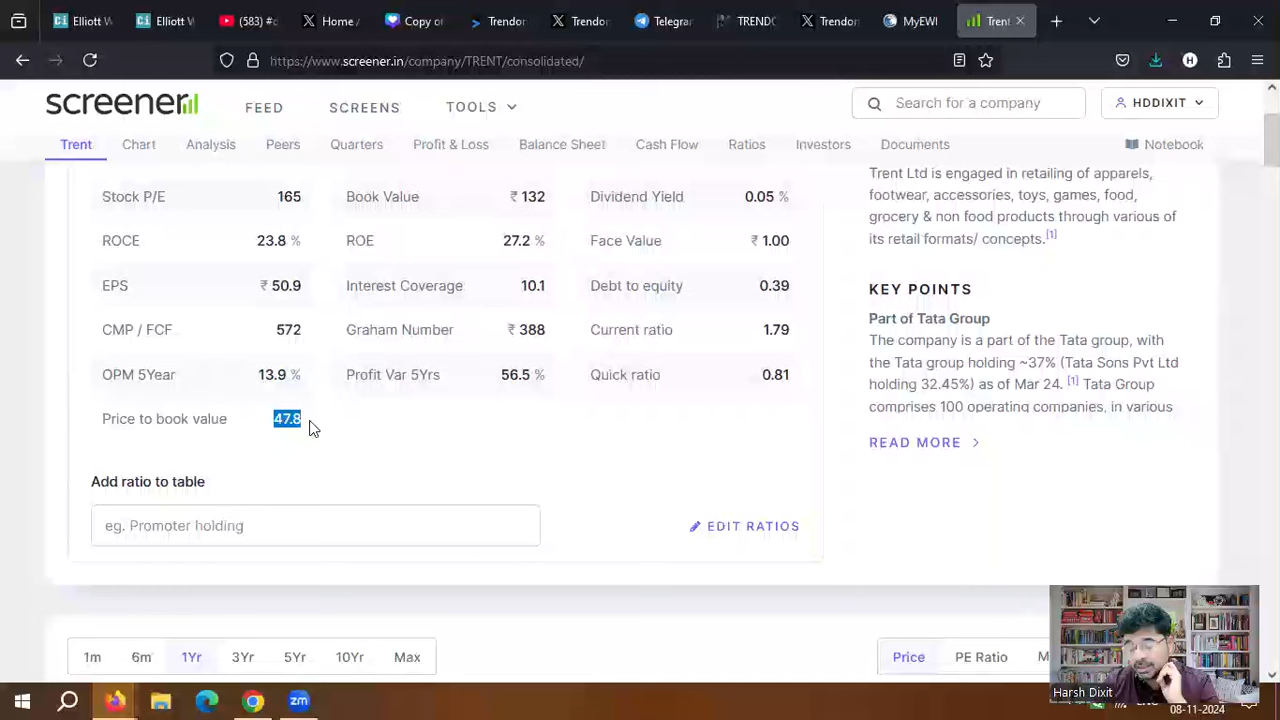 Elliott W
Elliott W
(583) #c
Home /
Copy or
Trendon
Trendon
Telegrar
TRENDO
Trendon
MyEWI
Trent
https://www.screener.in/company/TRENT/consolidated/
screener
FEED
SCREENS
TOOLS
Search for a company
HDDIXIT
Trent
Chart
Analysis
Peers
Quarters
Profit & Loss
Balance Sheet
Cash Flow
Ratios
Investors
Documents
Notebook
Stock P/E 165
Book Value ₹ 132
Dividend Yield 0.05 %
ROCE 23.8 %
ROE 27.2 %
Face Value ₹ 1.00
EPS ₹ 50.9
Interest Coverage 10.1
Debt to equity 0.39
CMP / FCF 572
Graham Number ₹ 388
Current ratio 1.79
OPM 5Year 13.9 %
Profit Var 5Yrs 56.5 %
Quick ratio 0.81
Price to book value 47.8
Add ratio to table
eg. Promoter holding
EDIT RATIOS
Trent Ltd is engaged in retailing of apparels,
footwear, accessories, toys, games, food,
grocery & non food products through various of
its retail formats/ concepts.[1]
KEY POINTS
Part of Tata Group
The company is a part of the Tata group, with
the Tata group holding ~37% (Tata Sons Pvt Ltd
holding 32.45%) as of Mar 24. [1] Tata Group
comprises 100 operating companies, in various
READ MORE
1m
6m
1Yr
3Yr
5Yr
10Yr
Max
Price
PE Ratio
Harsh Dixit
08-11-2024